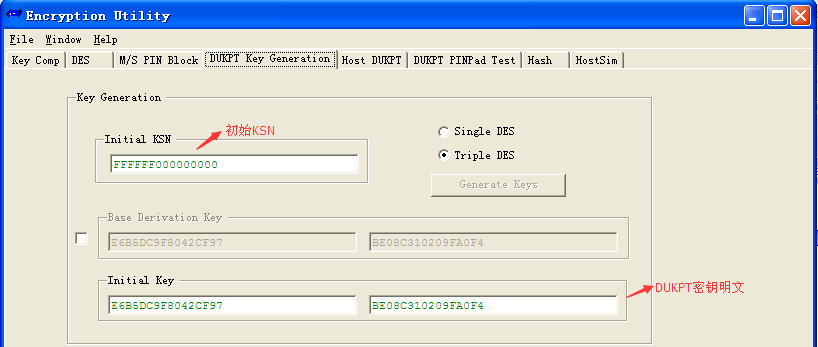 Encryption Utility
File Window Help
Key Comp DES M/S PIN Block DUKPT Key Generation Host DUKPT DUKPT PINPad Test Hash HostSim
Key Generation
初始KSN
Initial KSN
FFFFFF000000000
Single DES
Triple DES
Generate Keys
Base Derivation Key
E6B5DC9F8042CF97 BE08C310209FA0F4
Initial Key
E6B5DC9F8042CF97 BE08C310209FA0F4
DUKPT密钥明文